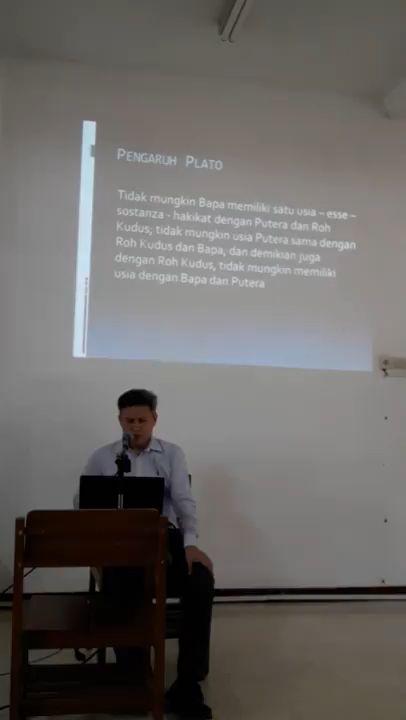 PENGARUH PLATO
Tidak mungkin Bapa memiliki satu usia – esse –
sostanza - hakikat dengan Putera dan Roh
Kudus; tidak mungkin usia Putera sama dengan
Roh Kudus dan Bapa, dan demikian juga
dengan Roh Kudus, tidak mungkin memiliki
usia dengan Bapa dan Putera